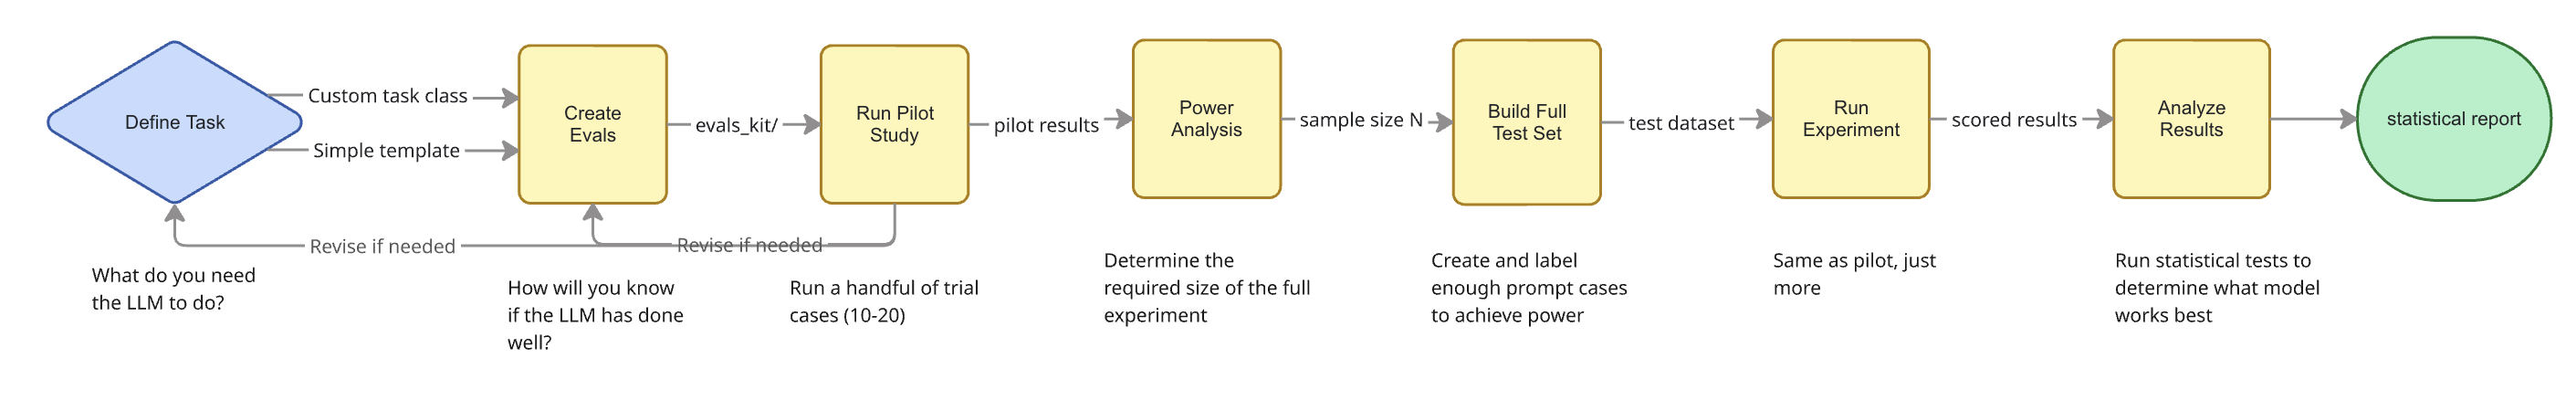 Define Task
Custom task class
Simple template
Create
Evals
evals_kit/
Run Pilot
Study
pilot results
Power
Analysis
sample size N
Build Full
Test Set
test dataset
Run
Experiment
scored results
Analyze
Results
statistical report
Revise if needed
Revise if needed
What do you need
the LLM to do?
How will you know
if the LLM has done
well?
Run a handful of trial
cases (10-20)
Determine the
required size of the full
experiment
Create and label
enough prompt cases
to achieve power
Same as pilot, just
more
Run statistical tests to
determine what model
works best